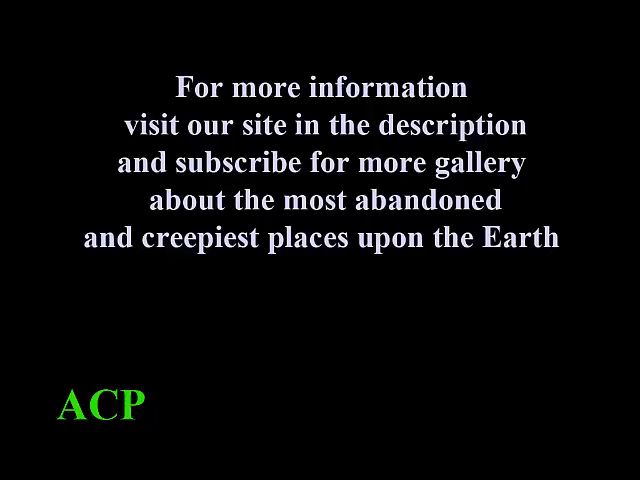 For more information
visit our site in the description
and subscribe for more gallery
about the most abandoned
and creepiest places upon the Earth
ACP